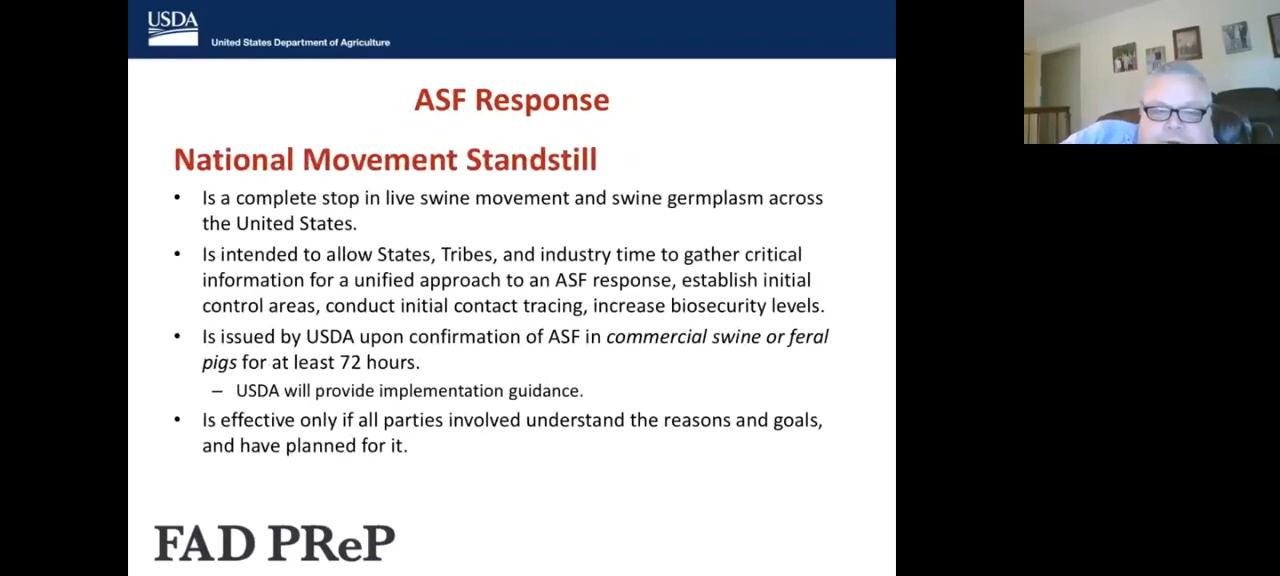 USDA
United States Department of Agriculture
ASF Response
National Movement Standstill
• Is a complete stop in live swine movement and swine germplasm across
the United States.
• Is intended to allow States, Tribes, and industry time to gather critical
information for a unified approach to an ASF response, establish initial
control areas, conduct initial contact tracing, increase biosecurity levels.
• Is issued by USDA upon confirmation of ASF in commercial swine or feral
pigs for at least 72 hours.
– USDA will provide implementation guidance.
• Is effective only if all parties involved understand the reasons and goals,
and have planned for it.
FAD PReP